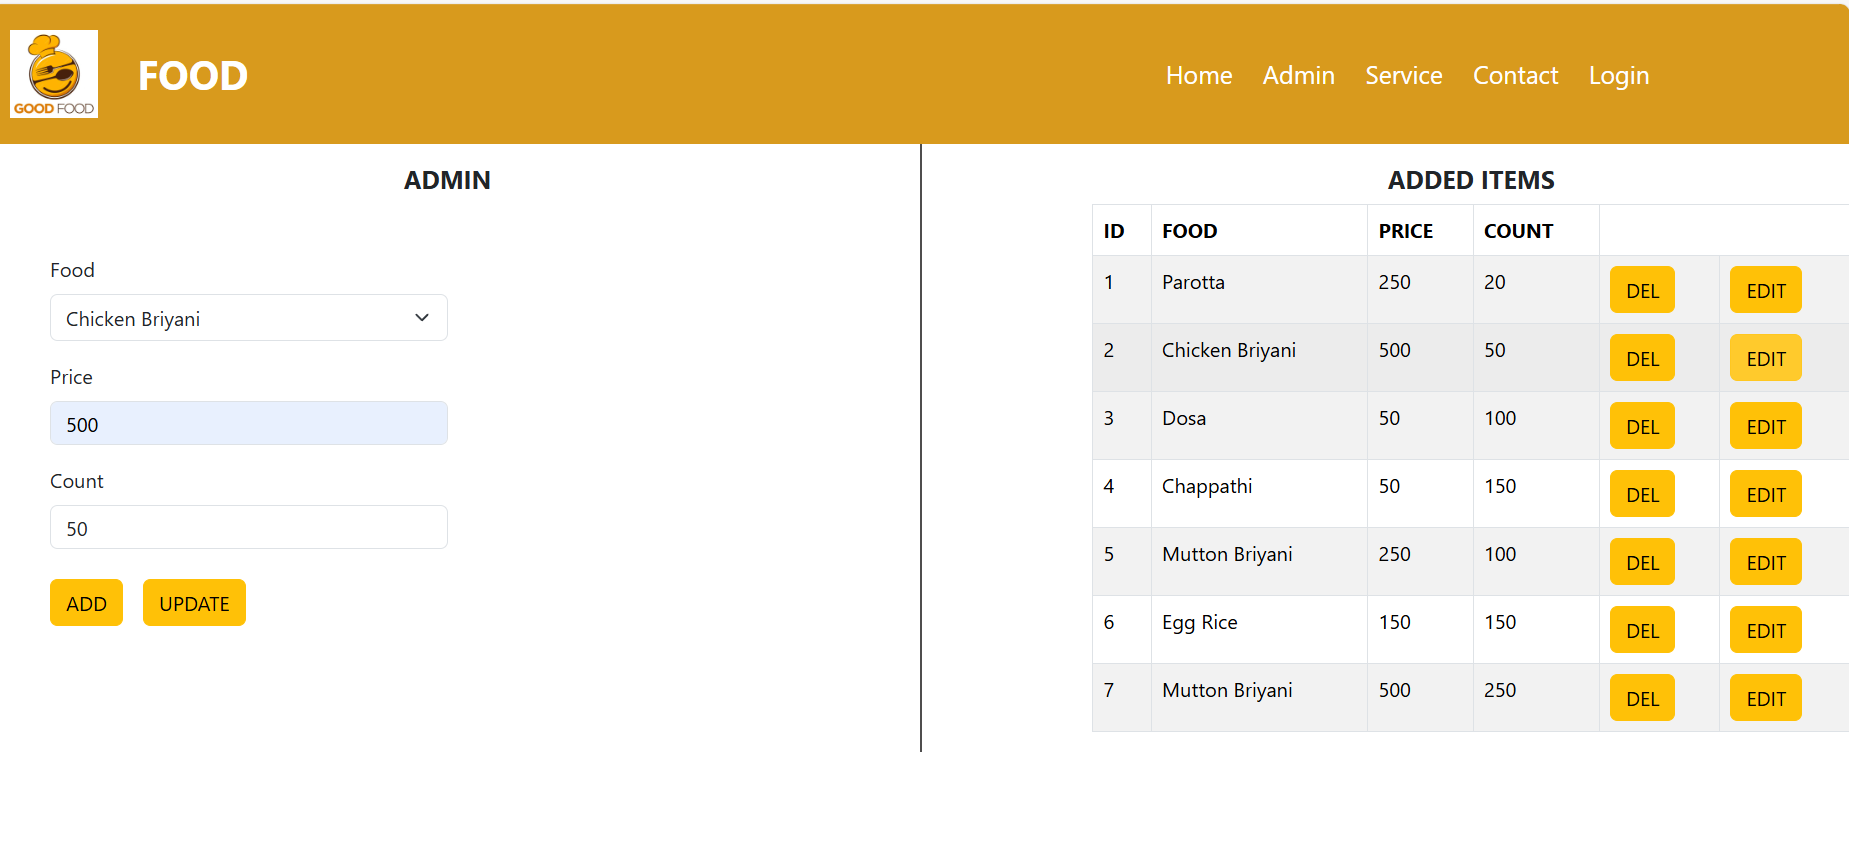 GOOD FOOD
FOOD
Home Admin Service Contact Login
ADMIN
Food
Chicken Briyani
Price
500
Count
50
ADD UPDATE
ADDED ITEMS
ID FOOD PRICE COUNT
1 Parotta 250 20 DEL EDIT
2 Chicken Briyani 500 50 DEL EDIT
3 Dosa 50 100 DEL EDIT
4 Chappathi 50 150 DEL EDIT
5 Mutton Briyani 250 100 DEL EDIT
6 Egg Rice 150 150 DEL EDIT
7 Mutton Briyani 500 250 DEL EDIT